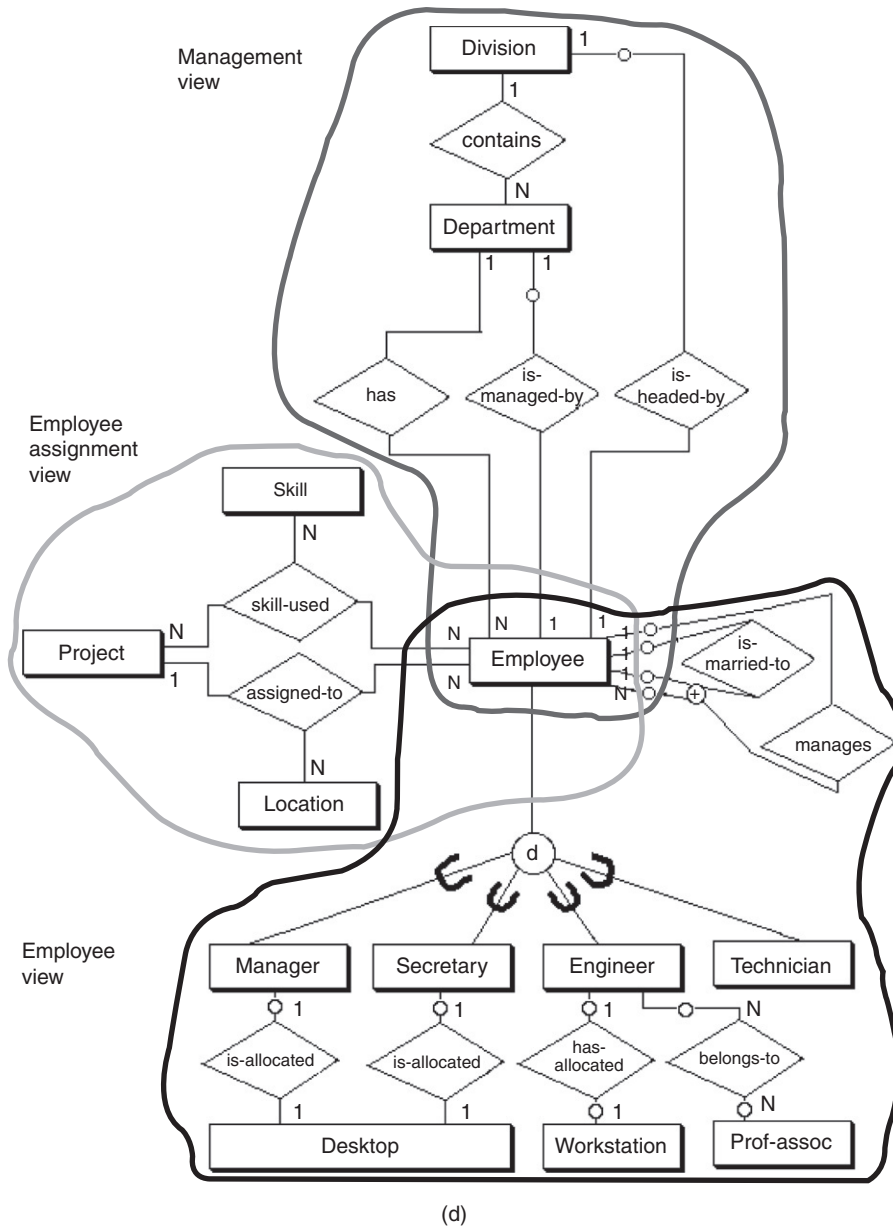 Management
view
Division
1
1
contains
N
Department
1
1
has
is-
managed-by
is-
headed-by
Employee
assignment
view
Skill
N
skill-used
N
Project
1
assigned-to
N
Location
N
N
N
1
1
Employee
1
1
1
N
+
is-
married-to
manages
d
Employee
view
Manager
Secretary
Engineer
Technician
1
1
1
N
is-allocated
is-allocated
has-
allocated
belongs-to
1
1
1
N
Desktop
Workstation
Prof-assoc
(d)